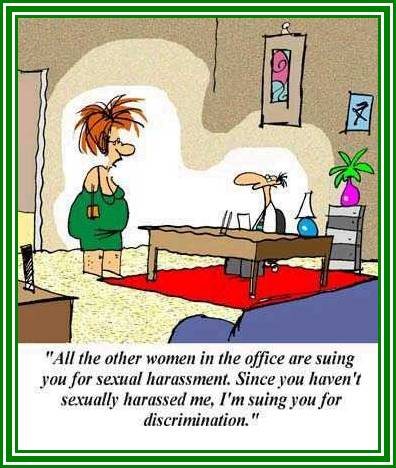 "All the other women in the office are suing
you for sexual harassment. Since you haven't
sexually harassed me, I'm suing you for
discrimination."